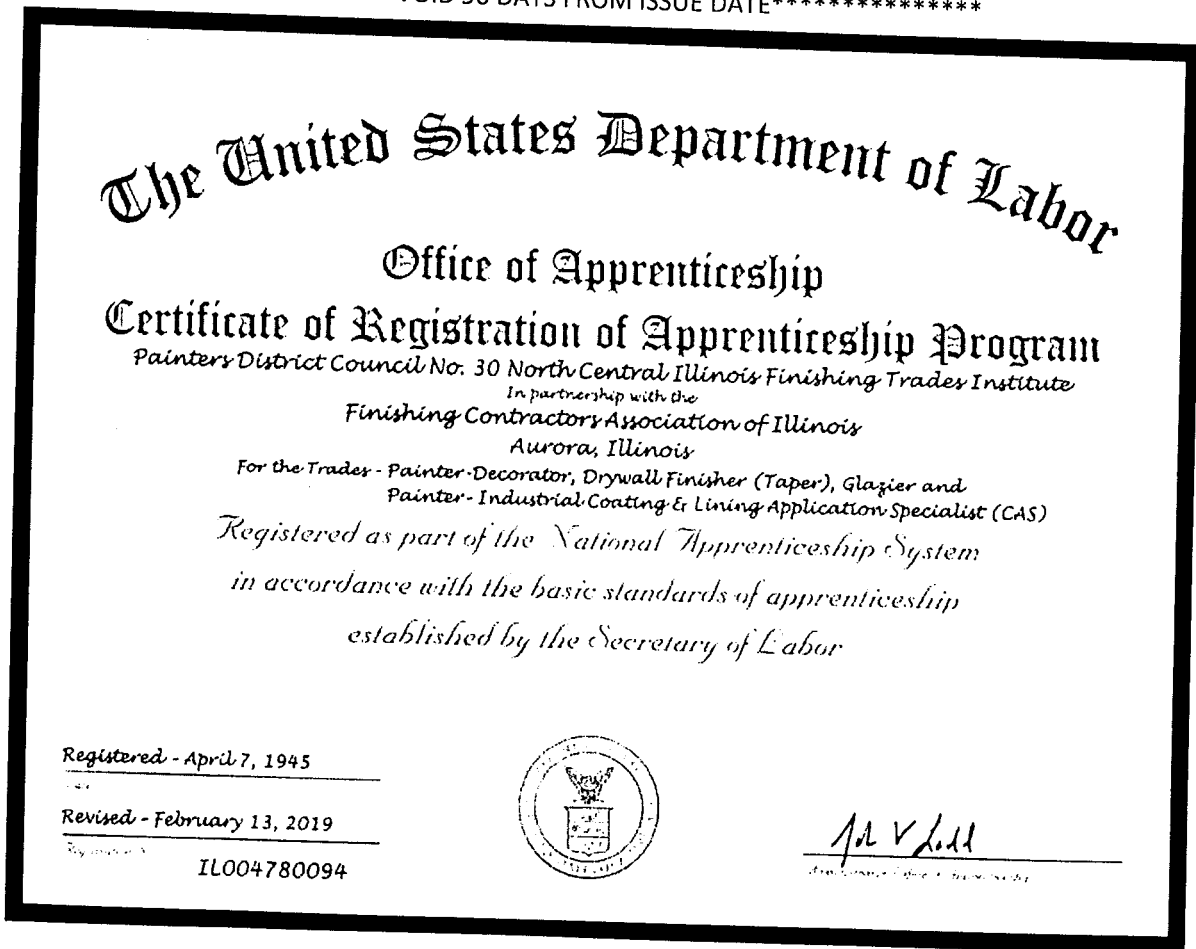 VOID 90 DAYS FROM ISSUE DATE****************
The United States Department of Labor
Office of Apprenticeship
Certificate of Registration of Apprenticeship Program
Painters District Council No. 30 North Central Illinois Finishing Trades Institute
In partnership with the
Finishing Contractors Association of Illinois
Aurora, Illinois
For the Trades - Painter-Decorator, Drywall Finisher (Taper), Glazier and
Painter - Industrial Coating & Lining Application Specialist (CAS)
Registered as part of the National Apprenticeship System
in accordance with the basic standards of apprenticeship
established by the Secretary of Labor
Registered - April 7, 1945
Revised - February 13, 2019
IL004780094